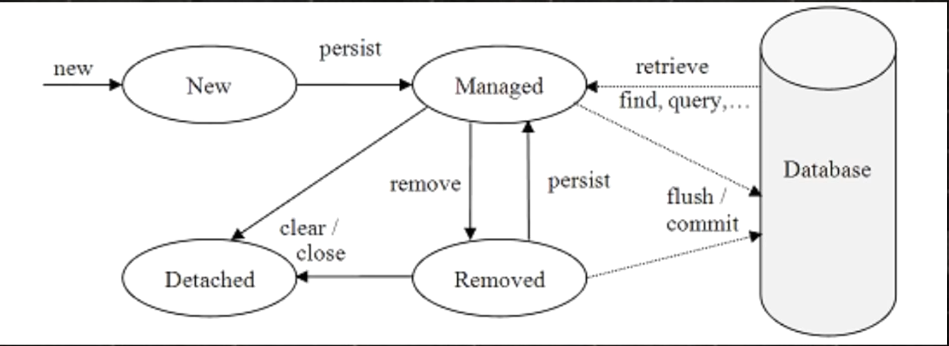 new
New
persist
Managed
retrieve
find, query,...
Database
remove
persist
flush /
commit
clear /
close
Detached
Removed